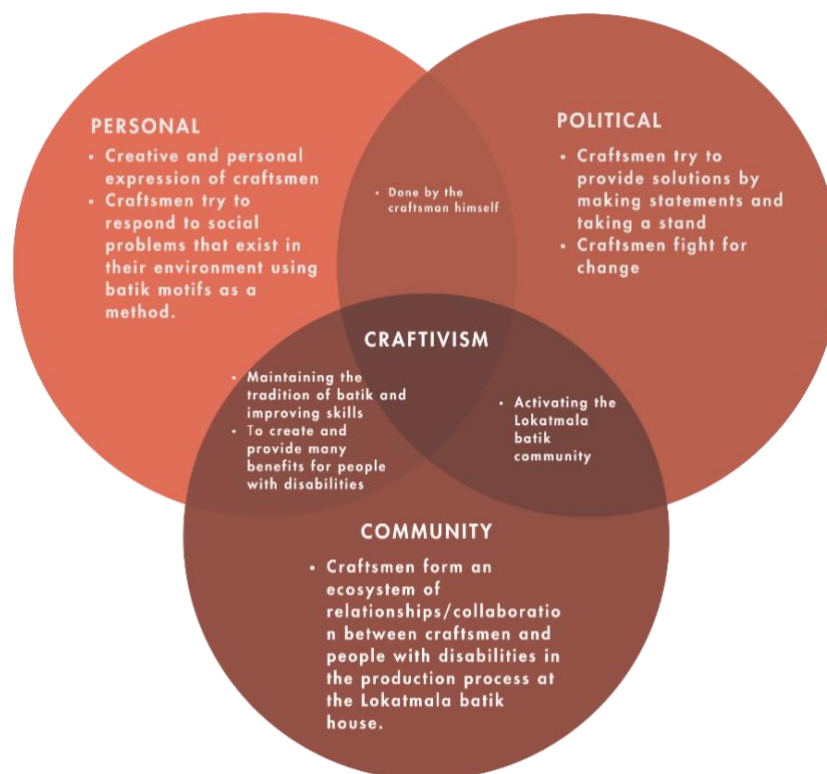 PERSONAL
• Creative and personal
expression of craftsmen
• Craftsmen try to
respond to social
problems that exist in
their environment using
batik motifs as a
method.
POLITICAL
• Craftsmen try to
provide solutions by
making statements and
taking a stand
• Craftsmen fight for
change
• Done by the
craftsman himself
CRAFTIVISM
• Maintaining the
tradition of batik and
improving skills
• To create and
provide many
benefits for people
with disabilities
• Activating the
Lokatmala
batik
community
COMMUNITY
• Craftsmen form an
ecosystem of
relationships/collaboratio
n between craftsmen and
people with disabilities in
the production process at
the Lokatmala batik
house.